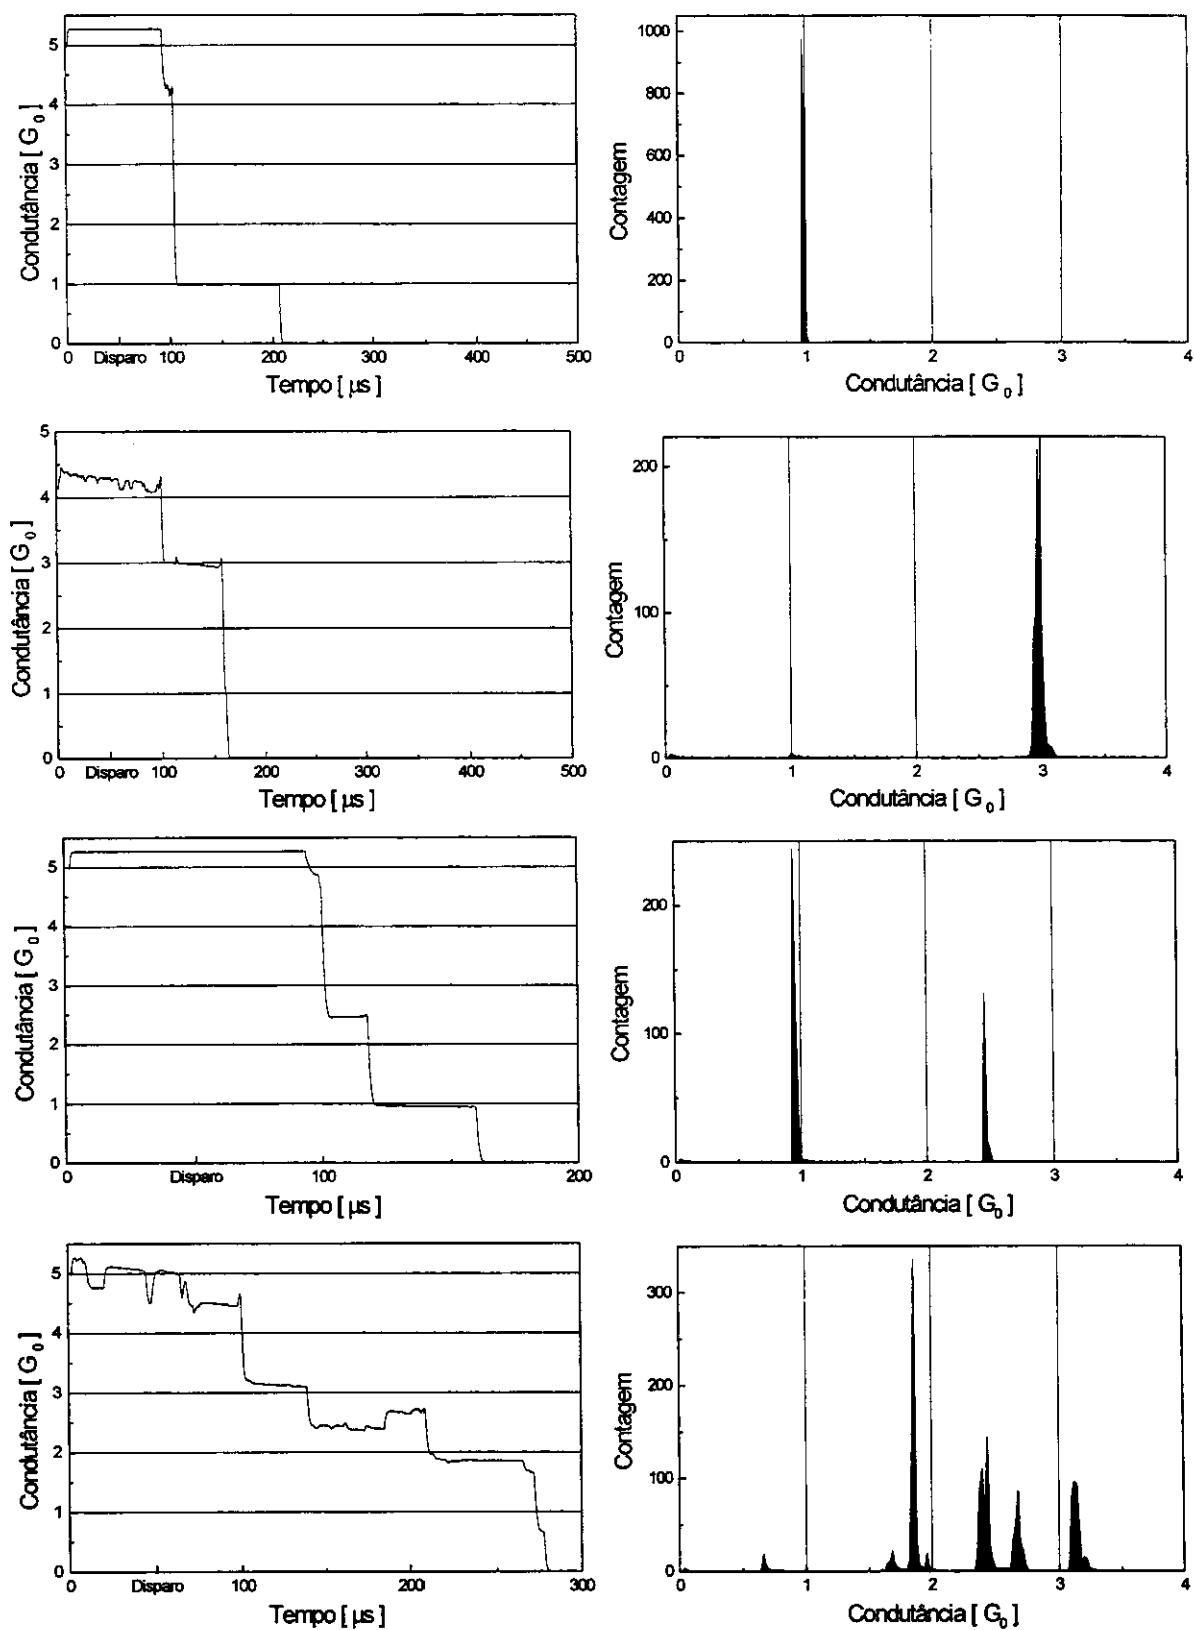 5
4
3
2
1
0
Condutância [ G0 ]
0 Disparo 100 200 300 400 500
Tempo [ µs ]
1000
800
600
400
200
0
Contagem
0 1 2 3 4
Condutância [ G0 ]
5
4
3
2
1
0
Condutância [ G0 ]
0 Disparo 100 200 300 400 500
Tempo [ µs ]
200
100
0
Contagem
0 1 2 3 4
Condutância [ G0 ]
5
4
3
2
1
0
Condutância [ G0 ]
0 Disparo 100 200
Tempo [ µs ]
200
100
0
Contagem
0 1 2 3 4
Condutância [ G0 ]
5
4
3
2
1
0
Condutância [ G0 ]
0 Disparo 100 200 300
Tempo [ µs ]
300
200
100
0
Contagem
0 1 2 3 4
Condutância [ G0 ]